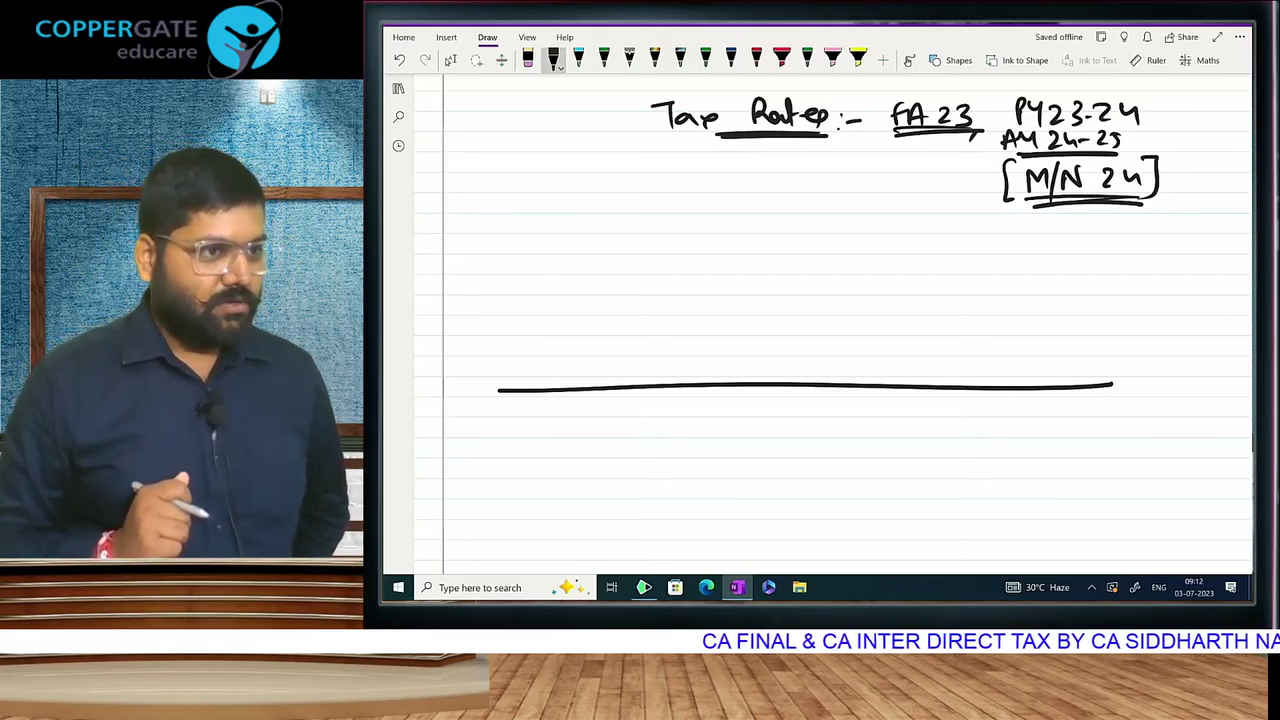 COPPERGATE
educare
Home Insert Draw View Help
Saved offline
Share
Shapes
Ink to Shape
Ink to Text
Ruler
Maths
Tax Rates :- FA 23, PY 23-24
AY 24-25
[M/N 24]
Type here to search
30°C Haze
ENG
09:12
03-07-2023
CA FINAL & CA INTER DIRECT TAX BY CA SIDDHARTH NA